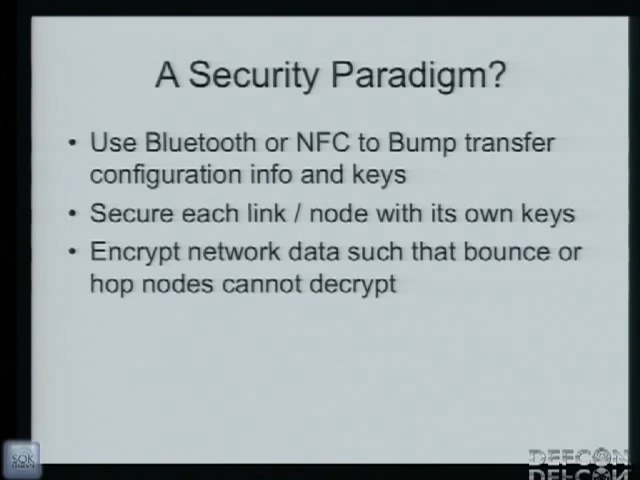 A Security Paradigm?
• Use Bluetooth or NFC to Bump transfer
configuration info and keys
• Secure each link / node with its own keys
• Encrypt network data such that bounce or
hop nodes cannot decrypt
SOK
DEFCON